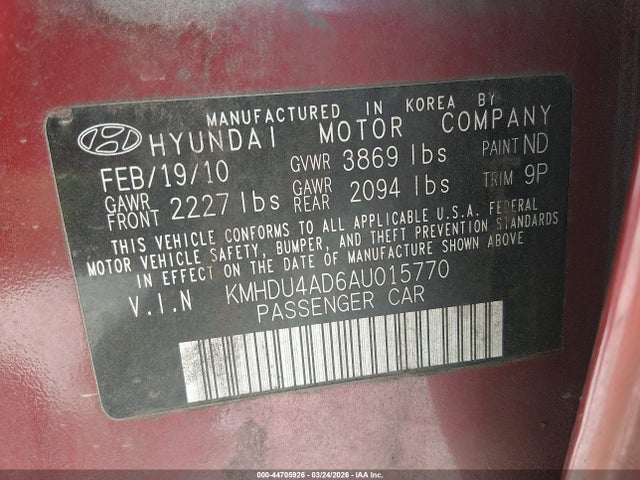 MANUFACTURED IN KOREA BY
HYUNDAI MOTOR COMPANY
FEB/19/10 GVWR 3869 lbs PAINT ND
GAWR FRONT 2227 lbs GAWR REAR 2094 lbs TRIM 9P
THIS VEHICLE CONFORMS TO ALL APPLICABLE U.S.A. FEDERAL
MOTOR VEHICLE SAFETY, BUMPER, AND THEFT PREVENTION STANDARDS
IN EFFECT ON THE DATE OF MANUFACTURE SHOWN ABOVE
V.I.N KMHDU4AD6AU015770
PASSENGER CAR
000-44705926 - 03/24/2026 - COPART.INC.